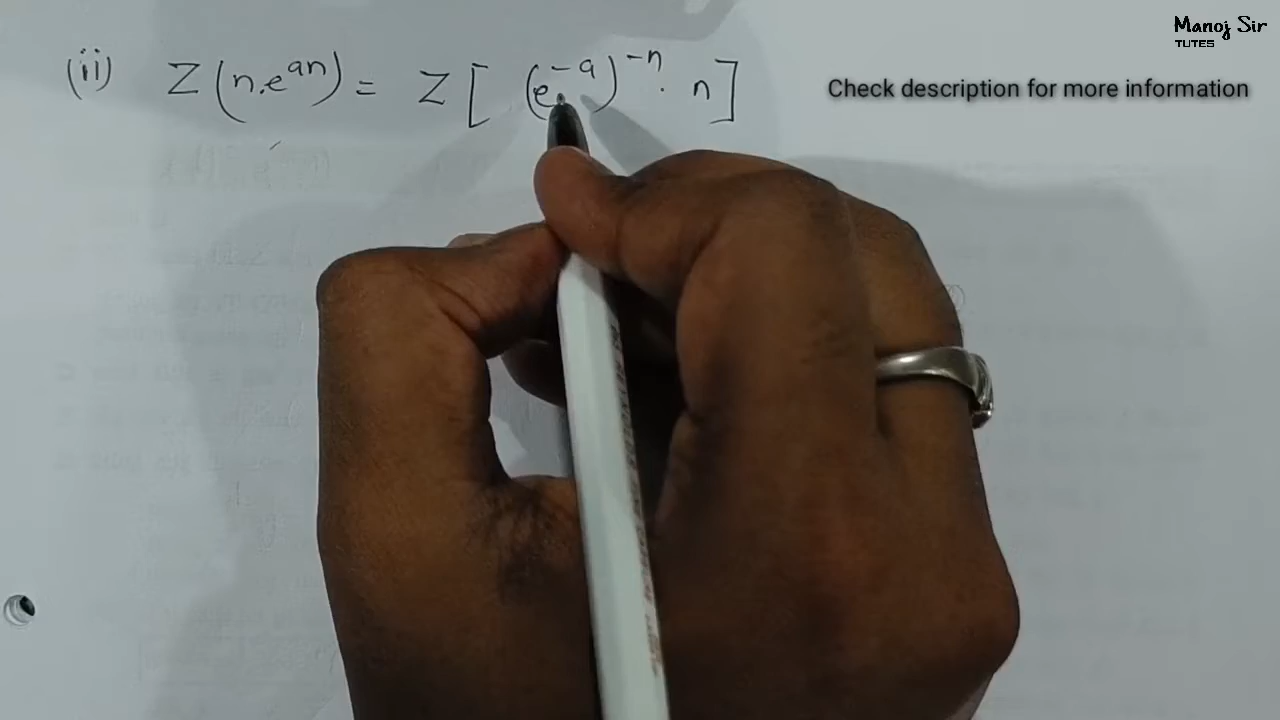 Manoj Sir
TUTES
(ii) Z(n.e^{an}) = Z[(e^{-a})^{-n} . n]
Check description for more information